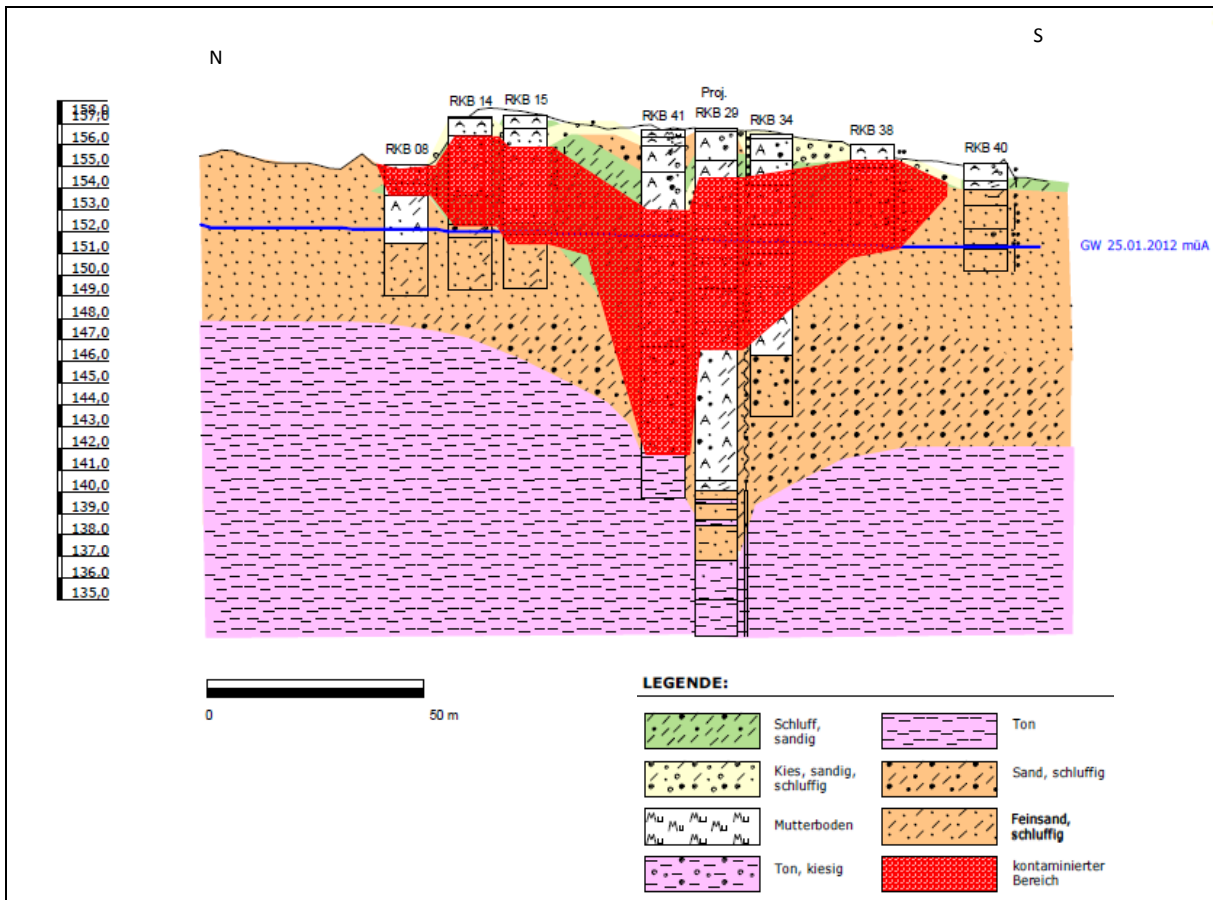 N
S
Proj.
RKB 14
RKB 15
RKB 41
RKB 29
RKB 34
RKB 38
RKB 08
RKB 40
158,0
157,0
156,0
155,0
154,0
153,0
152,0
151,0
150,0
149,0
148,0
147,0
146,0
145,0
144,0
143,0
142,0
141,0
140,0
139,0
138,0
137,0
136,0
135,0
GW 25.01.2012 müA
0
50 m
LEGENDE:
Schluff,
sandig
Ton
Kies, sandig,
schluffig
Sand, schluffig
Mutterboden
Feinsand,
schluffig
Ton, kiesig
kontaminierter
Bereich